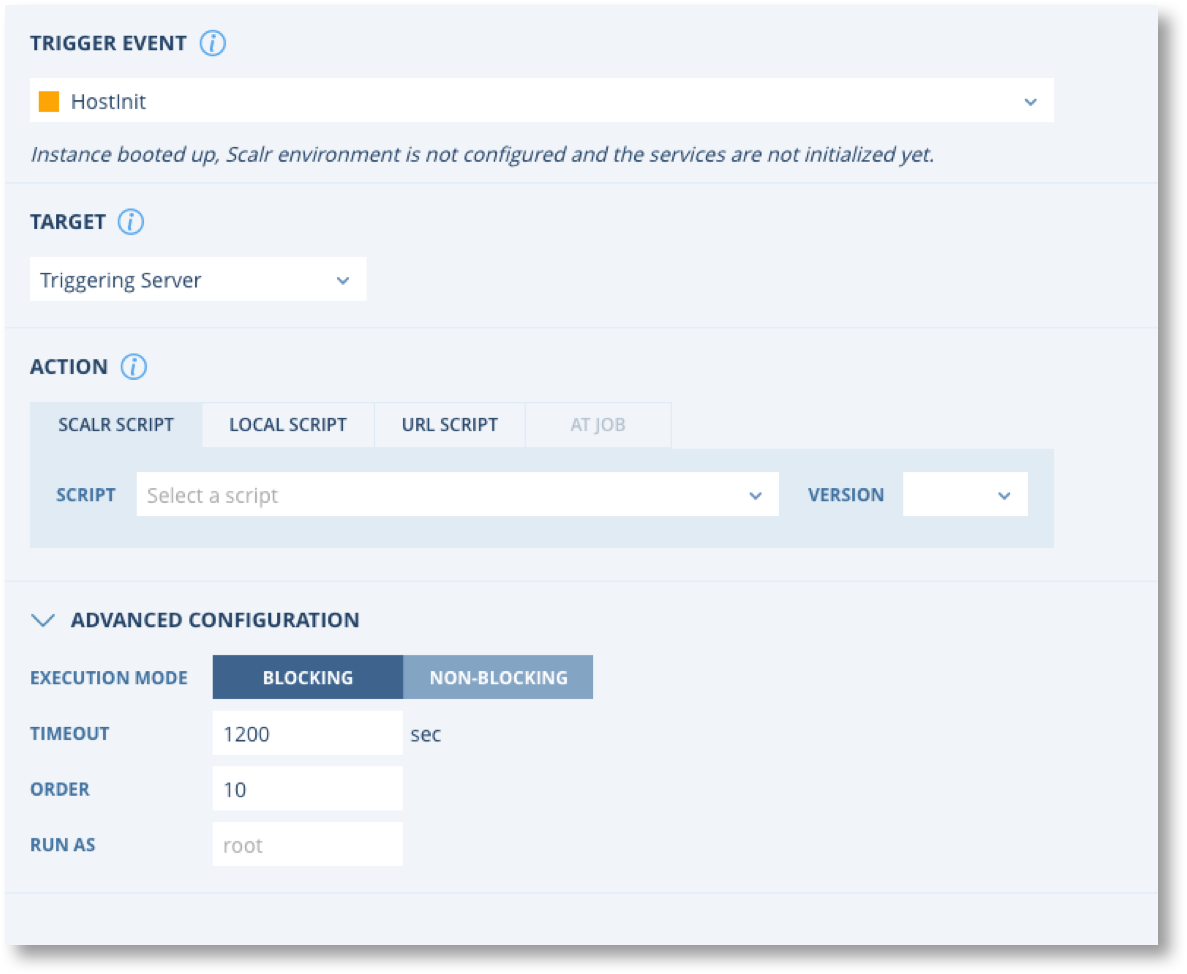 TRIGGER EVENT i
HostInit
Instance booted up, Scalr environment is not configured and the services are not initialized yet.
TARGET i
Triggering Server
ACTION i
SCALR SCRIPT LOCAL SCRIPT URL SCRIPT AT JOB
SCRIPT Select a script VERSION
ADVANCED CONFIGURATION
EXECUTION MODE BLOCKING NON-BLOCKING
TIMEOUT 1200 sec
ORDER 10
RUN AS root